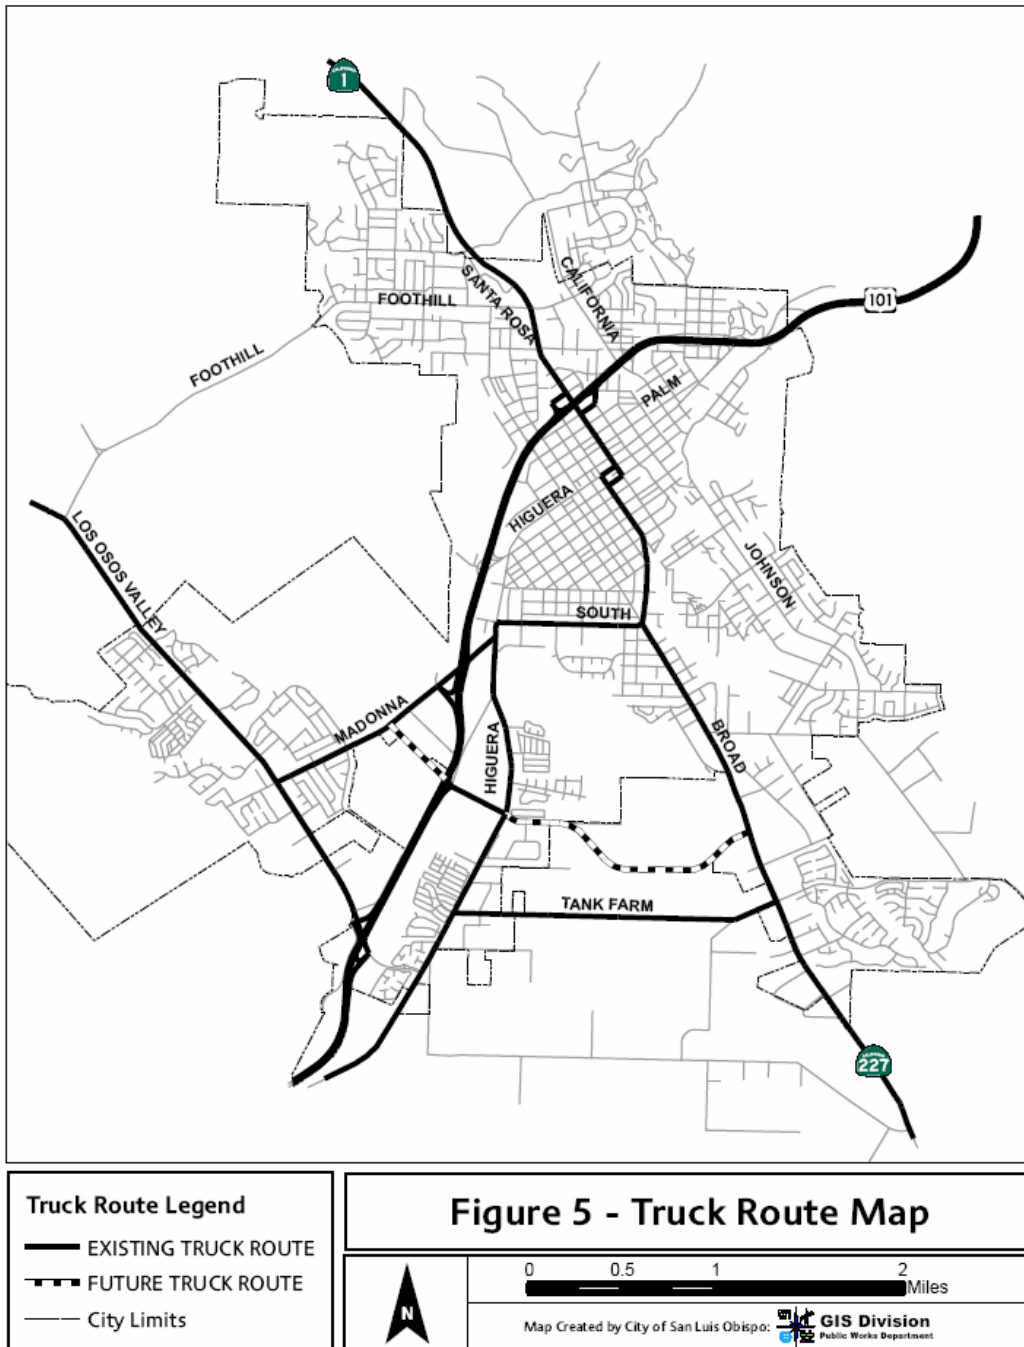 CALIFORNIA
1
101
CALIFORNIA
SANTA ROSA
FOOTHILL
FOOTHILL
PALM
HIGUERA
LOS OSOS VALLEY
JOHNSON
SOUTH
MADONNA
HIGUERA
BROAD
TANK FARM
CALIFORNIA
227
Truck Route Legend
EXISTING TRUCK ROUTE
FUTURE TRUCK ROUTE
City Limits
Figure 5 - Truck Route Map
N
0 0.5 1 2
Miles
Map Created by City of San Luis Obispo:
GIS Division
Public Works Department